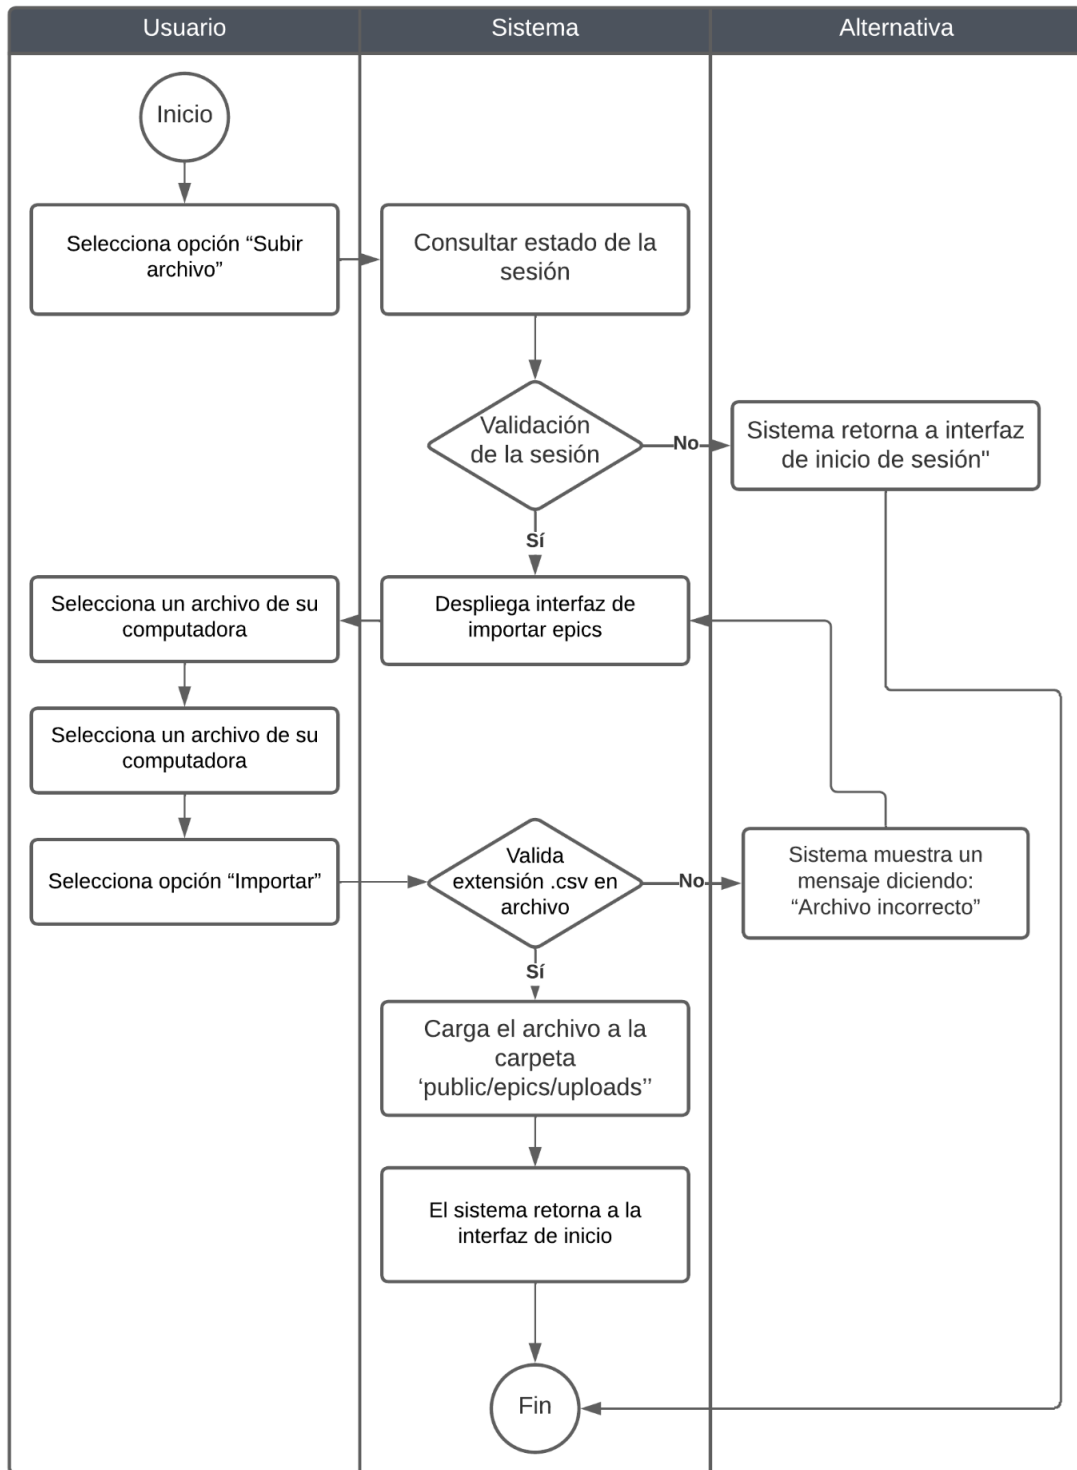 Usuario
Sistema
Alternativa
Inicio
Selecciona opción “Subir
archivo”
Consultar estado de la
sesión
Validación
de la sesión
No
Sistema retorna a interfaz
de inicio de sesión"
Sí
Selecciona un archivo de su
computadora
Despliega interfaz de
importar epics
Selecciona un archivo de su
computadora
Selecciona opción “Importar”
Valida
extensión .csv en
archivo
No
Sistema muestra un
mensaje diciendo:
“Archivo incorrecto”
Sí
Carga el archivo a la
carpeta
‘public/epics/uploads’’
El sistema retorna a la
interfaz de inicio
Fin